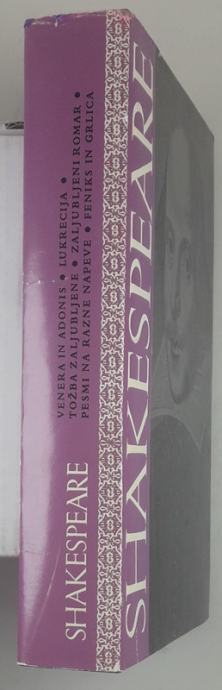 SHAKESPEARE
VENERA IN ADONIS • LUKRECIJA •
TOŽBA ZALJUBLJENE • ZALJUBLJENI ROMAR •
PESMI NA RAZNE NAPEVE • FENIKS IN GRLICA
SHAKESPEARE